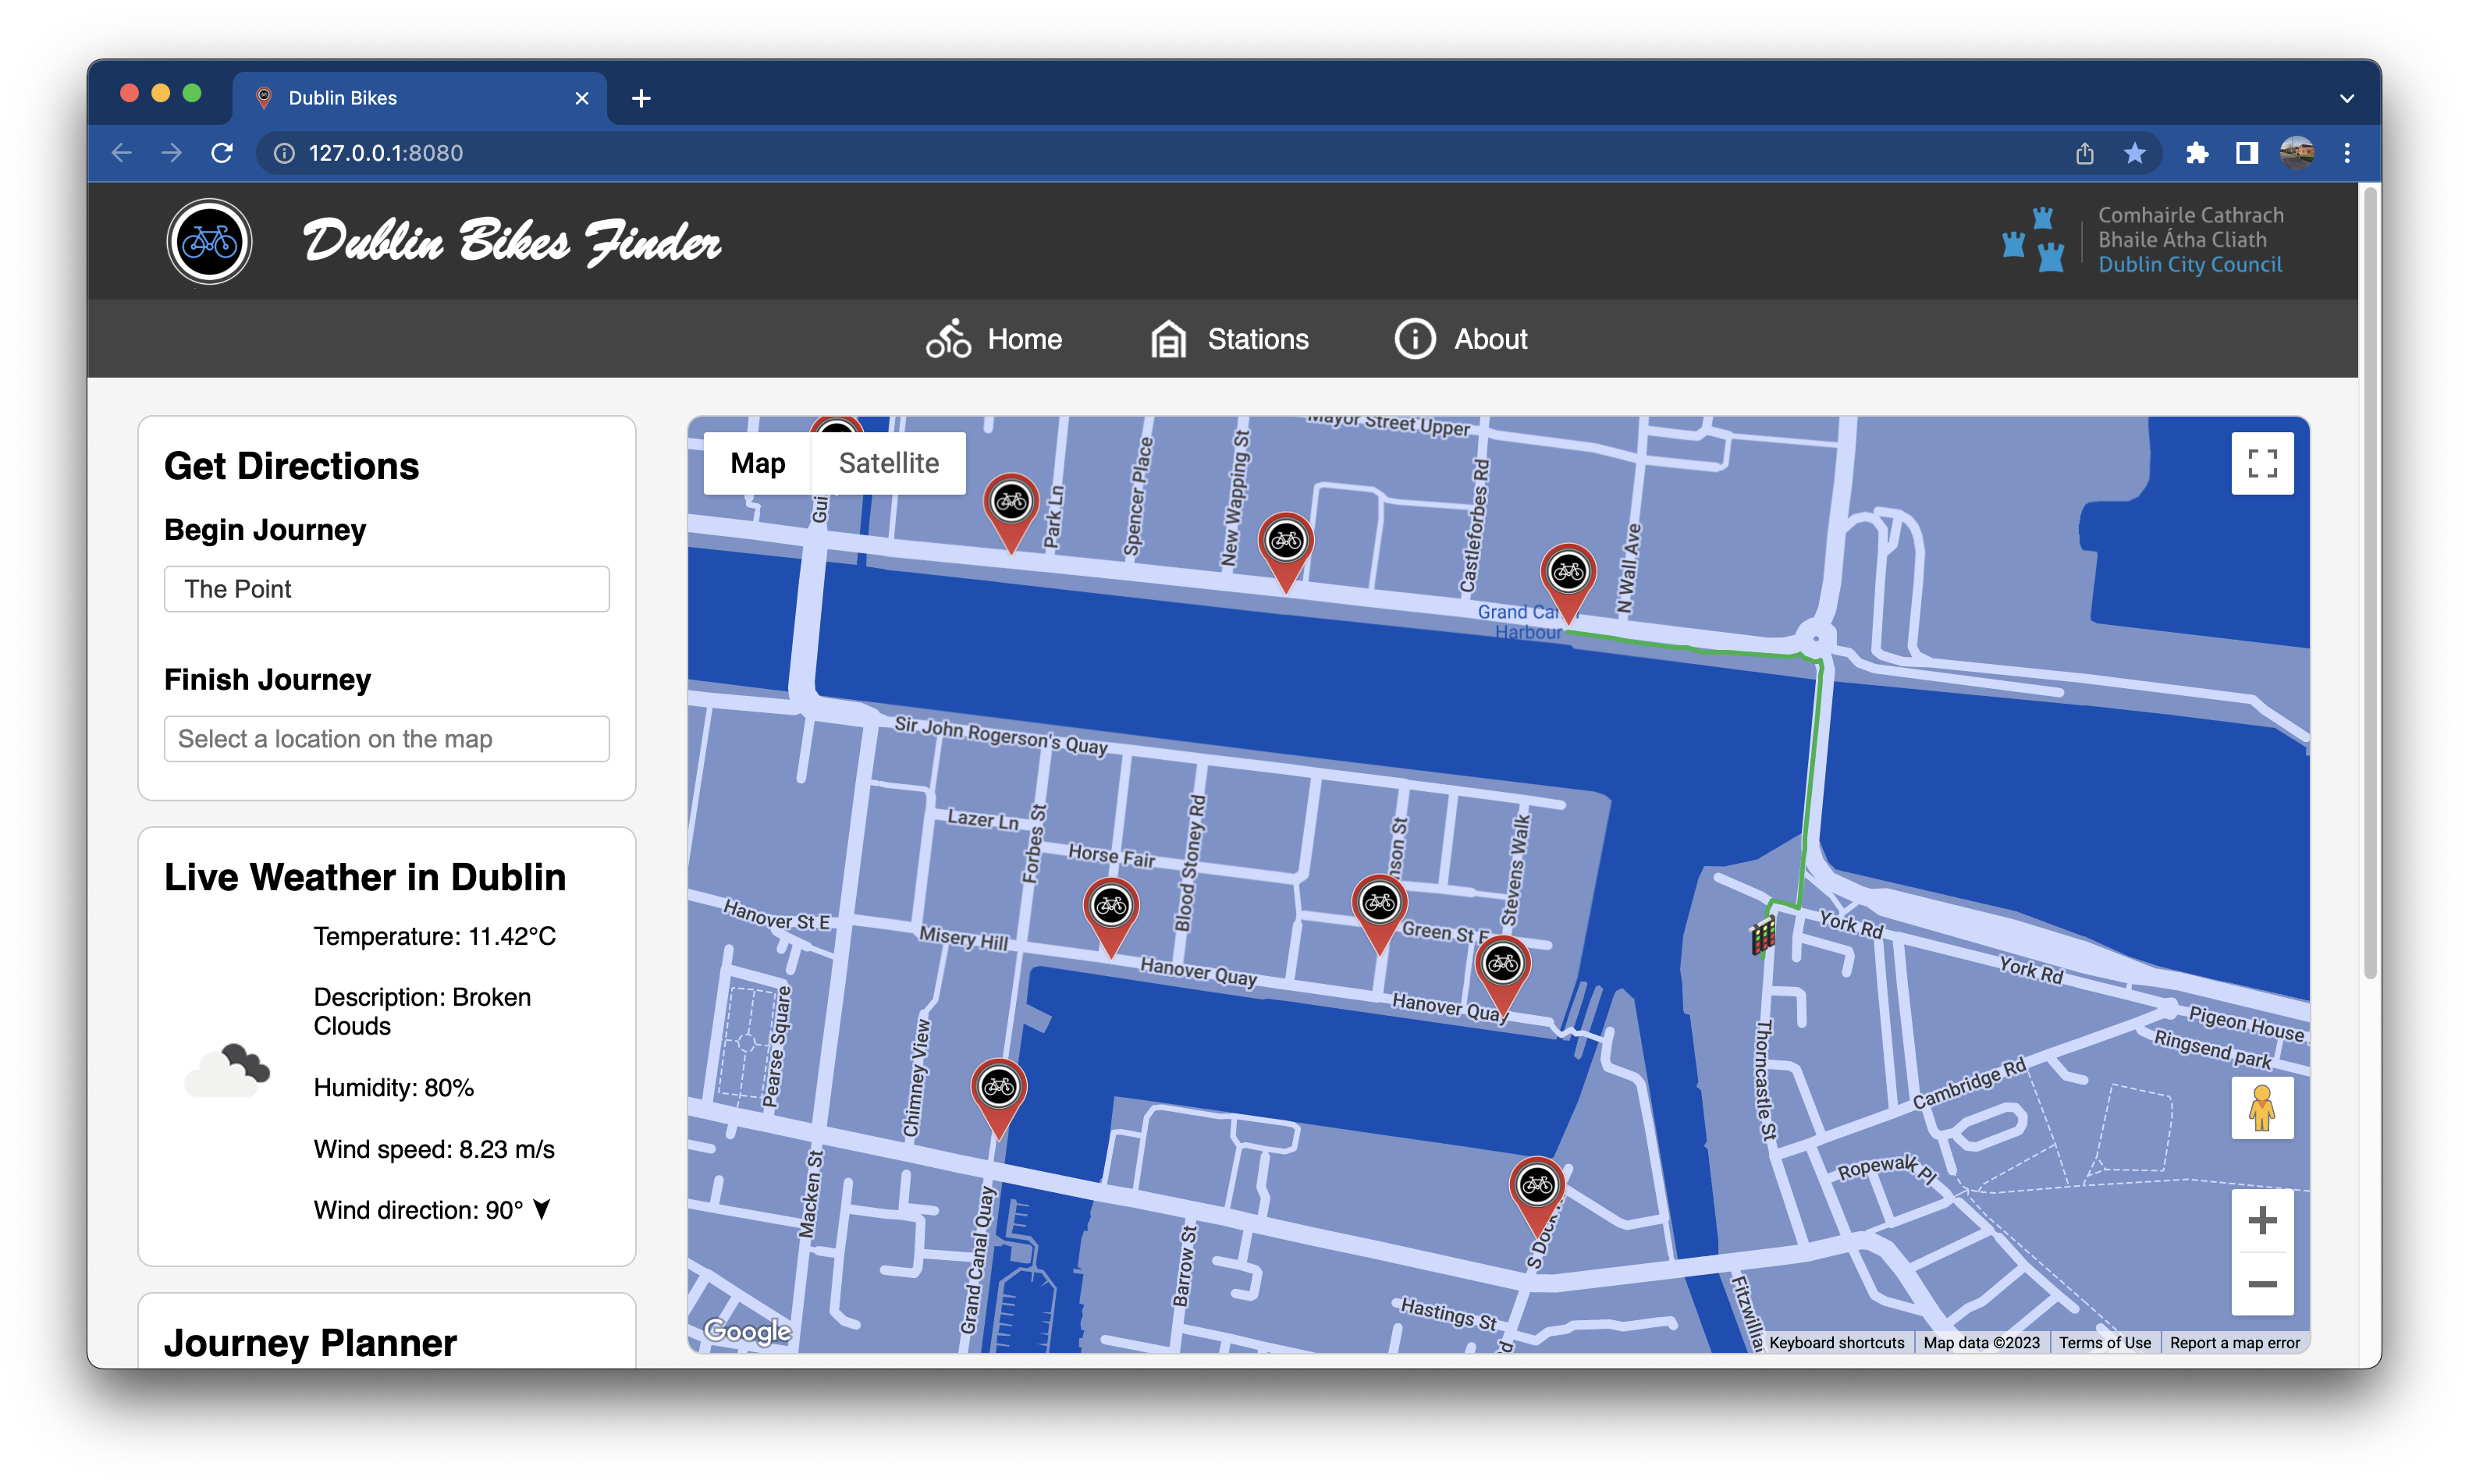 Dublin Bikes
127.0.0.1:8080
Dublin Bikes Finder
Comhairle Cathrach
Bhaile Átha Cliath
Dublin City Council
Home
Stations
About
Get Directions
Begin Journey
The Point
Finish Journey
Select a location on the map
Live Weather in Dublin
Temperature: 11.42°C
Description: Broken
Clouds
Humidity: 80%
Wind speed: 8.23 m/s
Wind direction: 90°
Journey Planner
Map
Satellite
Mayor Street Upper
Park Ln
Spencer Place
New Wapping St
Castleforbes Rd
N Wall Ave
Grand
Harbour
Sir John Rogerson's Quay
Lazer Ln
Forbes St
Horse Fair
Blood Stoney Rd
Stevens Walk
Hanover St E
Misery Hill
Green St E
Hanover Quay
Hanover Quay
York Rd
York Rd
Pigeon House
Ringsend park
Pearse Square
Chimney View
Thorncastle St
Cambridge Rd
Ropewalk Pl
Macken St
Grand Canal Quay
Barrow St
S Dock
Hastings St
Google
Keyboard shortcuts
Map data ©2023
Terms of Use
Report a map error